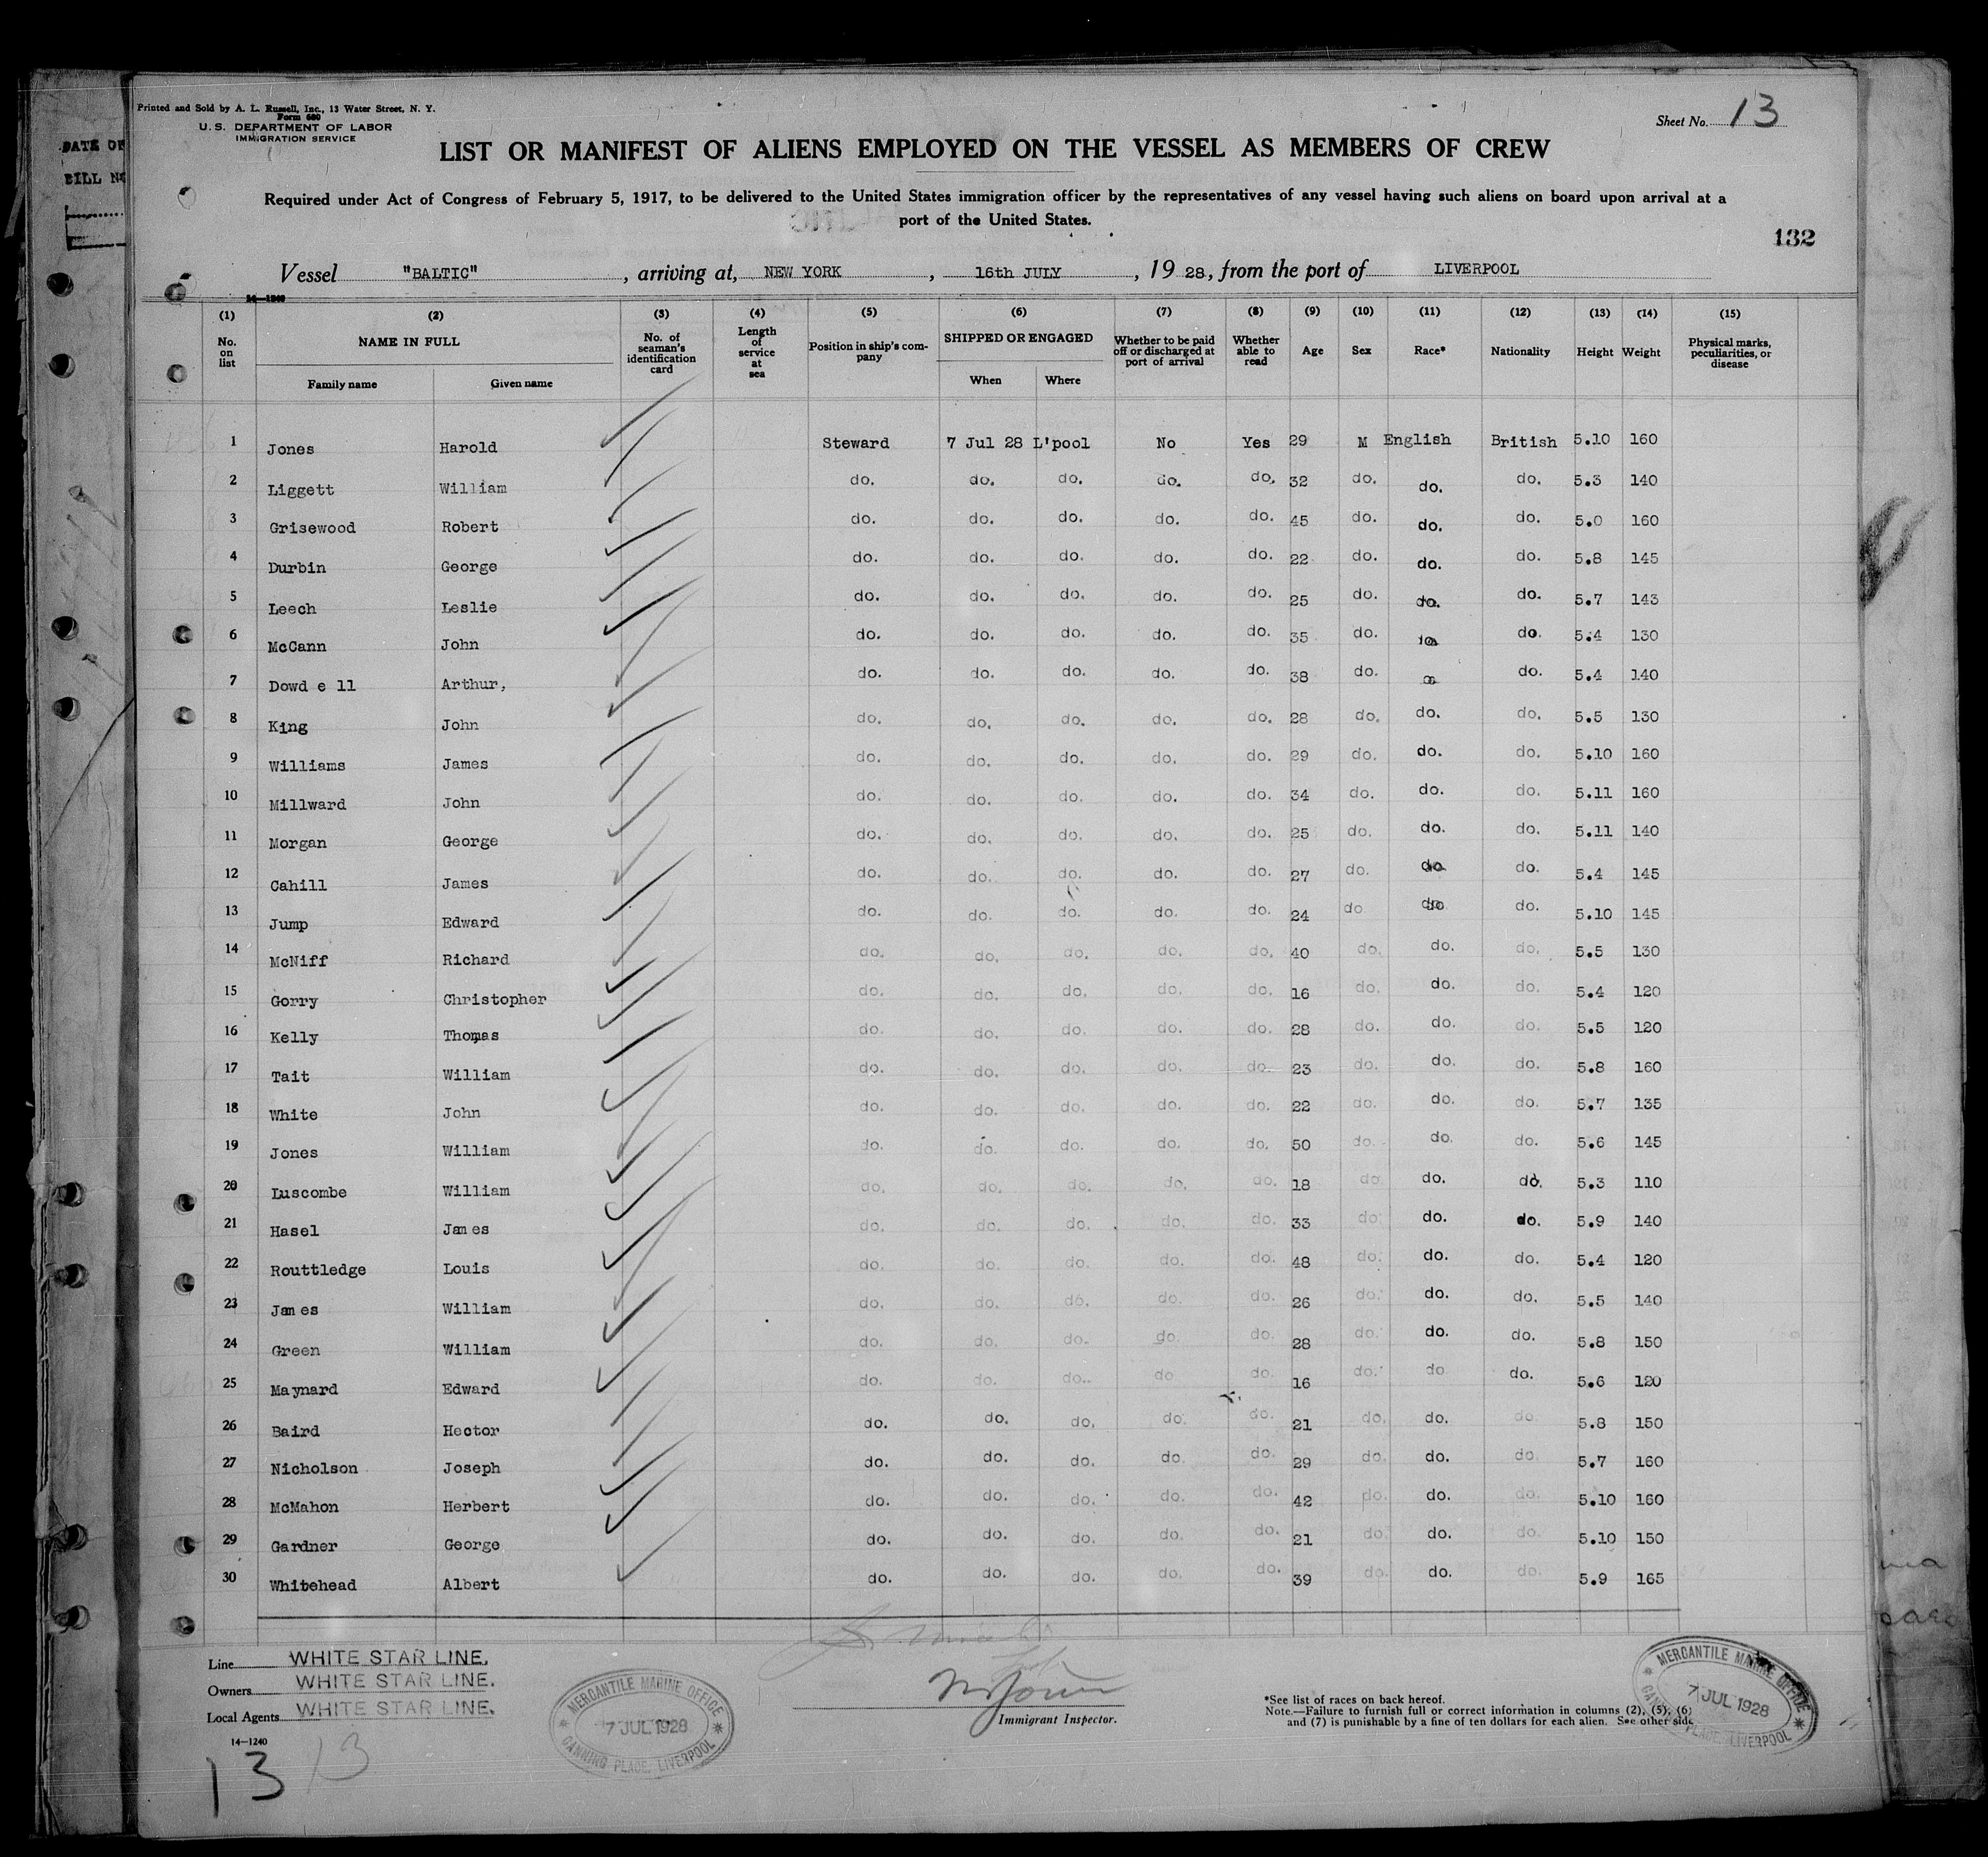 Printed and Sold by A. L. Russell, Inc., 13 Water Street, N. Y.
Form 680
U. S. DEPARTMENT OF LABOR
IMMIGRATION SERVICE
DATE OF
BILL NO
Sheet No. 13
LIST OR MANIFEST OF ALIENS EMPLOYED ON THE VESSEL AS MEMBERS OF CREW
Required under Act of Congress of February 5, 1917, to be delivered to the United States immigration officer by the representatives of any vessel having such aliens on board upon arrival at a
port of the United States.
132
Vessel "BALTIC", arriving at, NEW YORK, 16th JULY, 19 28, from the port of LIVERPOOL
14—1240
(1) (2) (3) (4) (5) (6) (7) (8) (9) (10) (11) (12) (13) (14) (15)
No. on list NAME IN FULL Family name Given name No. of seaman's identification card Length of service at sea Position in ship's company SHIPPED OR ENGAGED When Where Whether to be paid off or discharged at port of arrival Whether able to read Age Sex Race* Nationality Height Weight Physical marks, peculiarities, or disease
1 Jones Harold Steward 7 Jul 28 L'pool No Yes 29 M English British 5.10 160
2 Liggett William do. do. do. do. do. 32 do. do. do. 5.3 140
3 Grisewood Robert do. do. do. do. do. 45 do. do. do. 5.0 160
4 Durbin George do. do. do. do. do. 22 do. do. do. 5.8 145
5 Leech Leslie do. do. do. do. do. 25 do. do. do. 5.7 143
6 McCann John do. do. do. do. do. 35 do. do. 5.4 130
7 Dowd e ll Arthur, do. do. do. do. do. 38 do. do. 5.4 140
8 King John do. do. do. do. do. 28 do. do. do. 5.5 130
9 Williams James do. do. do. do. do. 29 do. do. do. 5.10 160
10 Millward John do. do. do. do. do. 34 do. do. do. 5.11 160
11 Morgan George do. do. do. do. do. 25 do. do. do. 5.11 140
12 Cahill James do. do. do. do. do. 27 do. do. do. 5.4 145
13 Jump Edward do. do. do. do. do. 24 do do do. 5.10 145
14 McNiff Richard do. do. do. do. do. 40 do. do. do. 5.5 130
15 Gorry Christopher do. do. do. do. do. 16 do. do. do. 5.4 120
16 Kelly Thomas do. do. do. do. do. 28 do. do. do. 5.5 120
17 Tait William do. do. do. do. do. 23 do. do. do. 5.8 160
18 White John do. do. do. do. do. 22 do. do. do. 5.7 135
19 Jones William do. do. do. do. do. 50 do. do. do. 5.6 145
20 Luscombe William do. do. do. do. do. 18 do do. do. 5.3 110
21 Hasel Jam es do. do. do. do. do. 33 do. do. do. 5.9 140
22 Routtledge Louis do. do. do. do. do. 48 do. do. do. 5.4 120
23 Jam es William do. do. do. do. do. 26 do. do. do. 5.5 140
24 Green William do. do. do. do. do. 28 do. do. do. 5.8 150
25 Maynard Edward do. do. do.. do do. 16 do. do do. 5.6 120
26 Baird Hector do. do. do. do. do. 21 do. do. do. 5.8 150
27 Nicholson Joseph do. do. do. do. do. 29 do. do. do. 5.7 160
28 McMahon Herbert do. do. do. do. do. 42 do. do. do. 5.10 160
29 Gardner George do. do. do. do. do. 21 do. do. do. 5.10 150
30 Whitehead Albert do. do. do. do. do. 39 do. do. do. 5.9 165
Line WHITE STAR LINE.
Owners WHITE STAR LINE.
Local Agents WHITE STAR LINE.
14—1240
13 13
MERCANTILE MARINE OFFICE
7 JUL 1928
CANNING PLACE, LIVERPOOL
Immigrant Inspector.
*See list of races on back hereof.
Note.—Failure to furnish full or correct information in columns (2), (5), (6)
and (7) is punishable by a fine of ten dollars for each alien. See other side
MERCANTILE MARINE OFFICE
7 JUL 1928
CANNING PLACE, LIVERPOOL